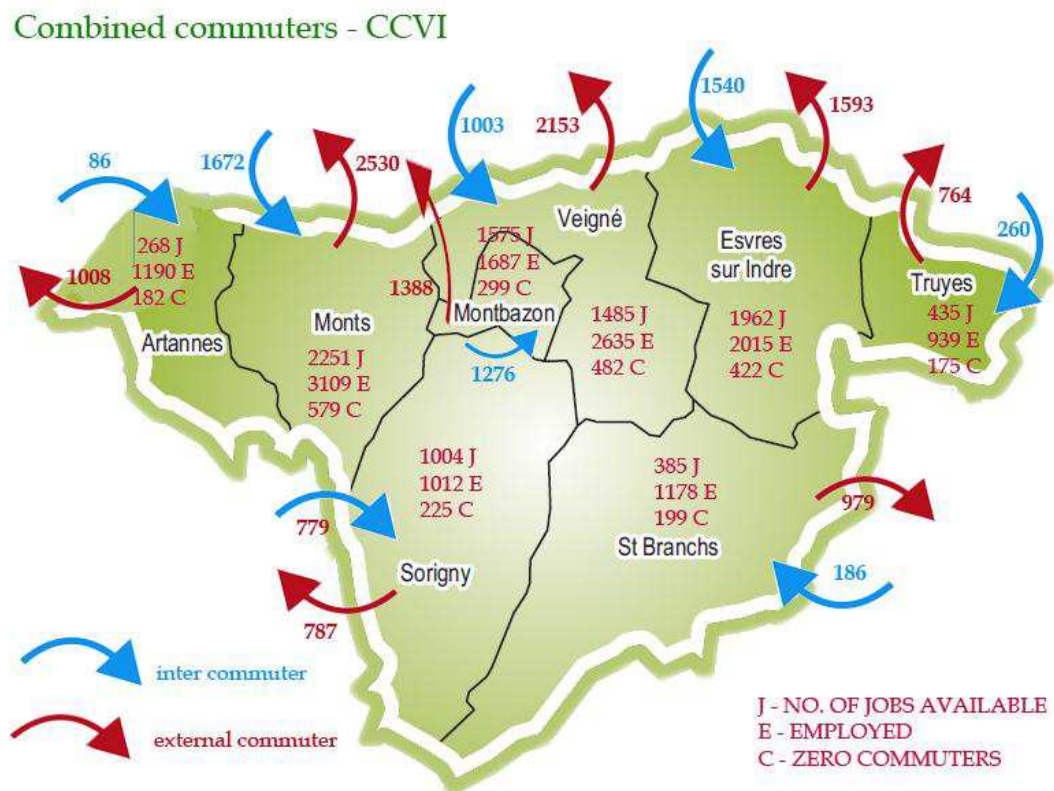 Combined commuters - CCVI
86
1672
2530
1003
2153
1540
1593
764
260
1008
268 J
1190 E
182 C
Artannes
Monts
2251 J
3109 E
579 C
1388
1575 J
1687 E
299 C
Montbazon
1276
Veigné
1485 J
2635 E
482 C
Esvres
sur Indre
1962 J
2015 E
422 C
Truyes
435 J
939 E
175 C
1004 J
1012 E
225 C
Sorigny
779
787
385 J
1178 E
199 C
St Branchs
979
186
inter commuter
external commuter
J - NO. OF JOBS AVAILABLE
E - EMPLOYED
C - ZERO COMMUTERS